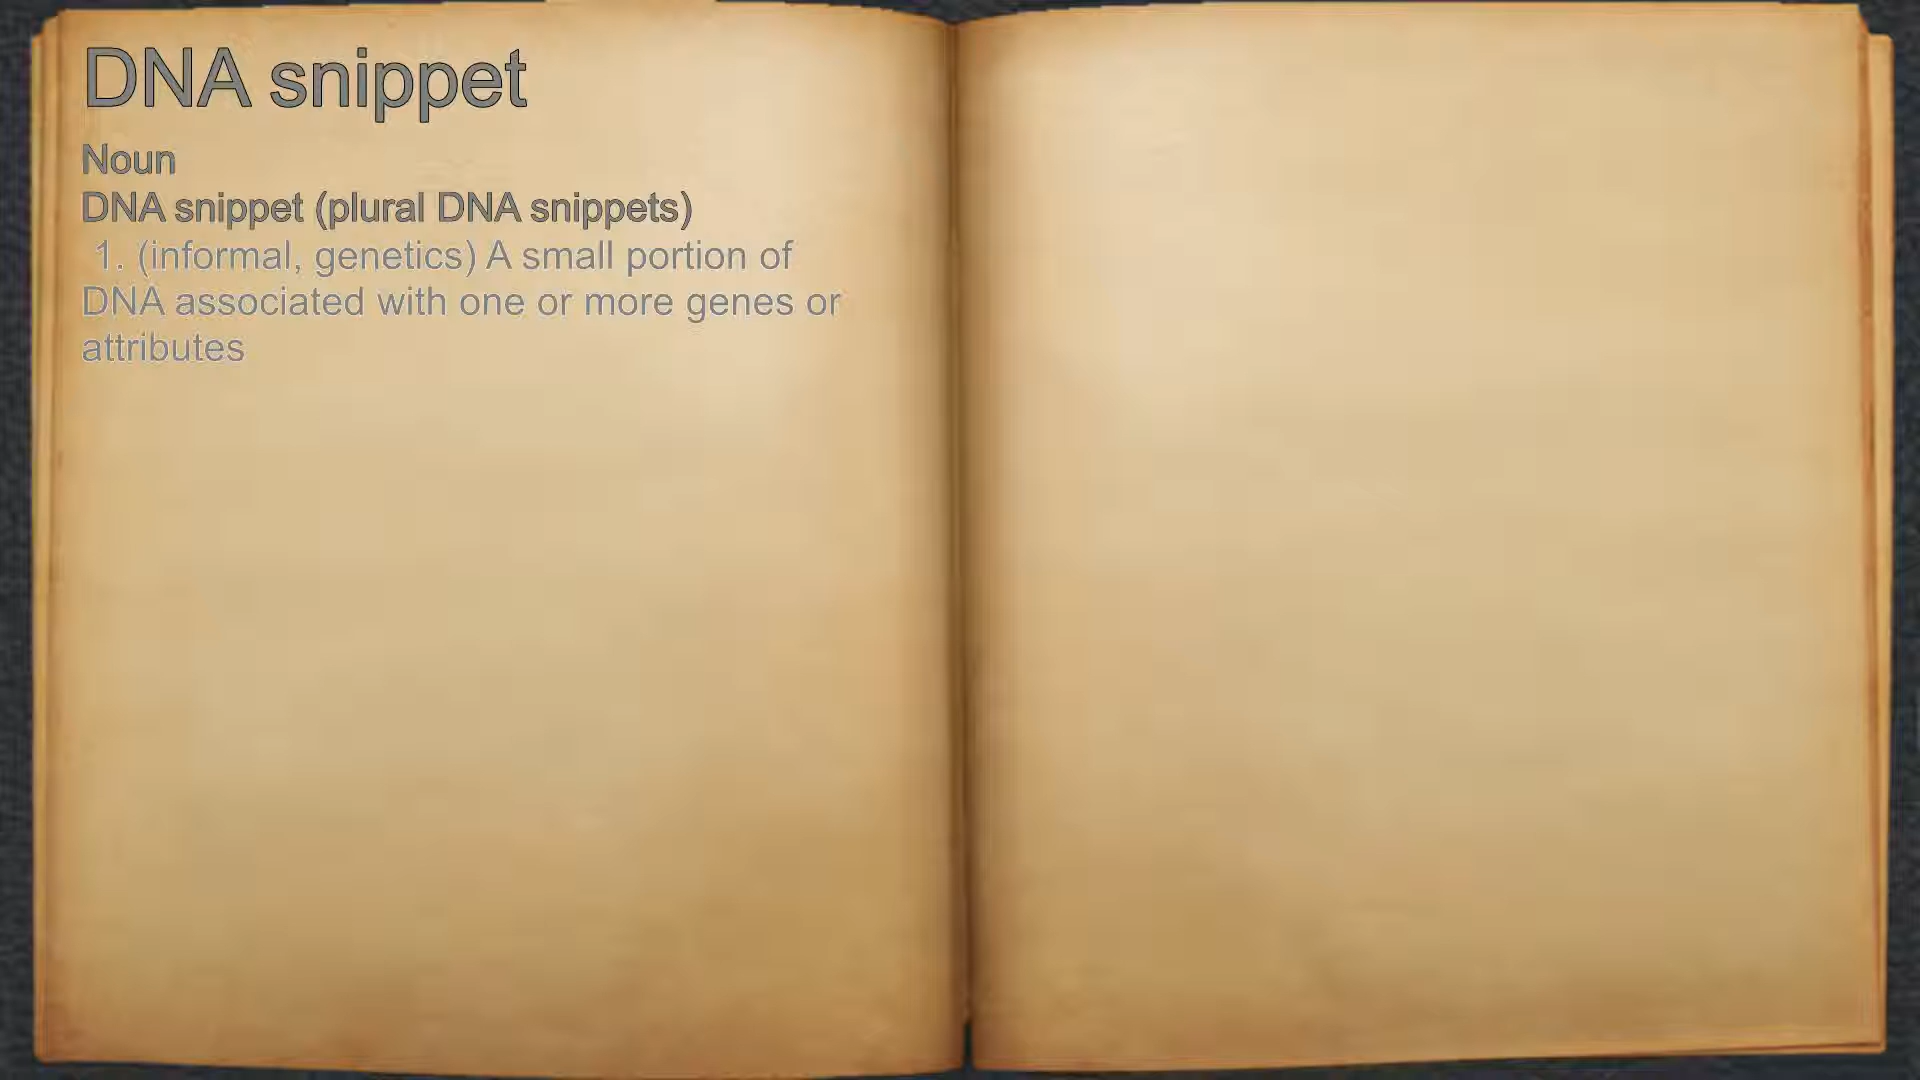 DNA snippet
Noun
DNA snippet (plural DNA snippets)
1. (informal, genetics) A small portion of
DNA associated with one or more genes or
attributes